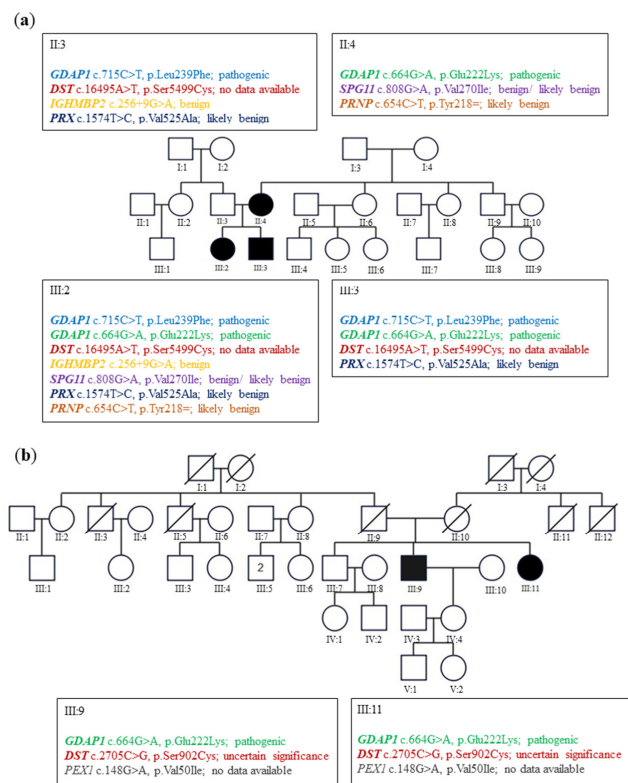 (a)
II:3
GDAP1 c.715C>T, p.Leu239Phe; pathogenic
DST c.16495A>T, p.Ser5499Cys; no data available
IGHMBP2 c.256+9G>A; benign
PRX c.1574T>C, p.Val525Ala; likely benign
II:4
GDAP1 c.664G>A, p.Glu222Lys; pathogenic
SPG11 c.808G>A, p.Val270Ile; benign/ likely benign
PRNP c.654C>T, p.Tyr218=; likely benign
I:1 I:2 I:3 I:4
II:1 II:2 II:3 II:4 II:5 II:6 II:7 II:8 II:9 II:10
III:1 III:2 III:3 III:4 III:5 III:6 III:7 III:8 III:9
III:2
GDAP1 c.715C>T, p.Leu239Phe; pathogenic
GDAP1 c.664G>A, p.Glu222Lys; pathogenic
DST c.16495A>T, p.Ser5499Cys; no data available
IGHMBP2 c.256+9G>A; benign
SPG11 c.808G>A, p.Val270Ile; benign/ likely benign
PRX c.1574T>C, p.Val525Ala; likely benign
PRNP c.654C>T, p.Tyr218=; likely benign
III:3
GDAP1 c.715C>T, p.Leu239Phe; pathogenic
GDAP1 c.664G>A, p.Glu222Lys; pathogenic
DST c.16495A>T, p.Ser5499Cys; no data available
PRX c.1574T>C, p.Val525Ala; likely benign
(b)
I:1 I:2 I:3 I:4
II:1 II:2 II:3 II:4 II:5 II:6 II:7 II:8 II:9 II:10 II:11 II:12
2
III:1 III:2 III:3 III:4 III:5 III:6 III:7 III:8 III:9 III:10 III:11
IV:1 IV:2 IV:3 IV:4
V:1 V:2
III:9
GDAP1 c.664G>A, p.Glu222Lys; pathogenic
DST c.2705C>G, p.Ser902Cys; uncertain significance
PEX1 c.148G>A, p.Val50Ile; no data available
III:11
GDAP1 c.664G>A, p.Glu222Lys; pathogenic
DST c.2705C>G, p.Ser902Cys; uncertain significance
PEX1 c.148G>A, p.Val50Ile; no data available